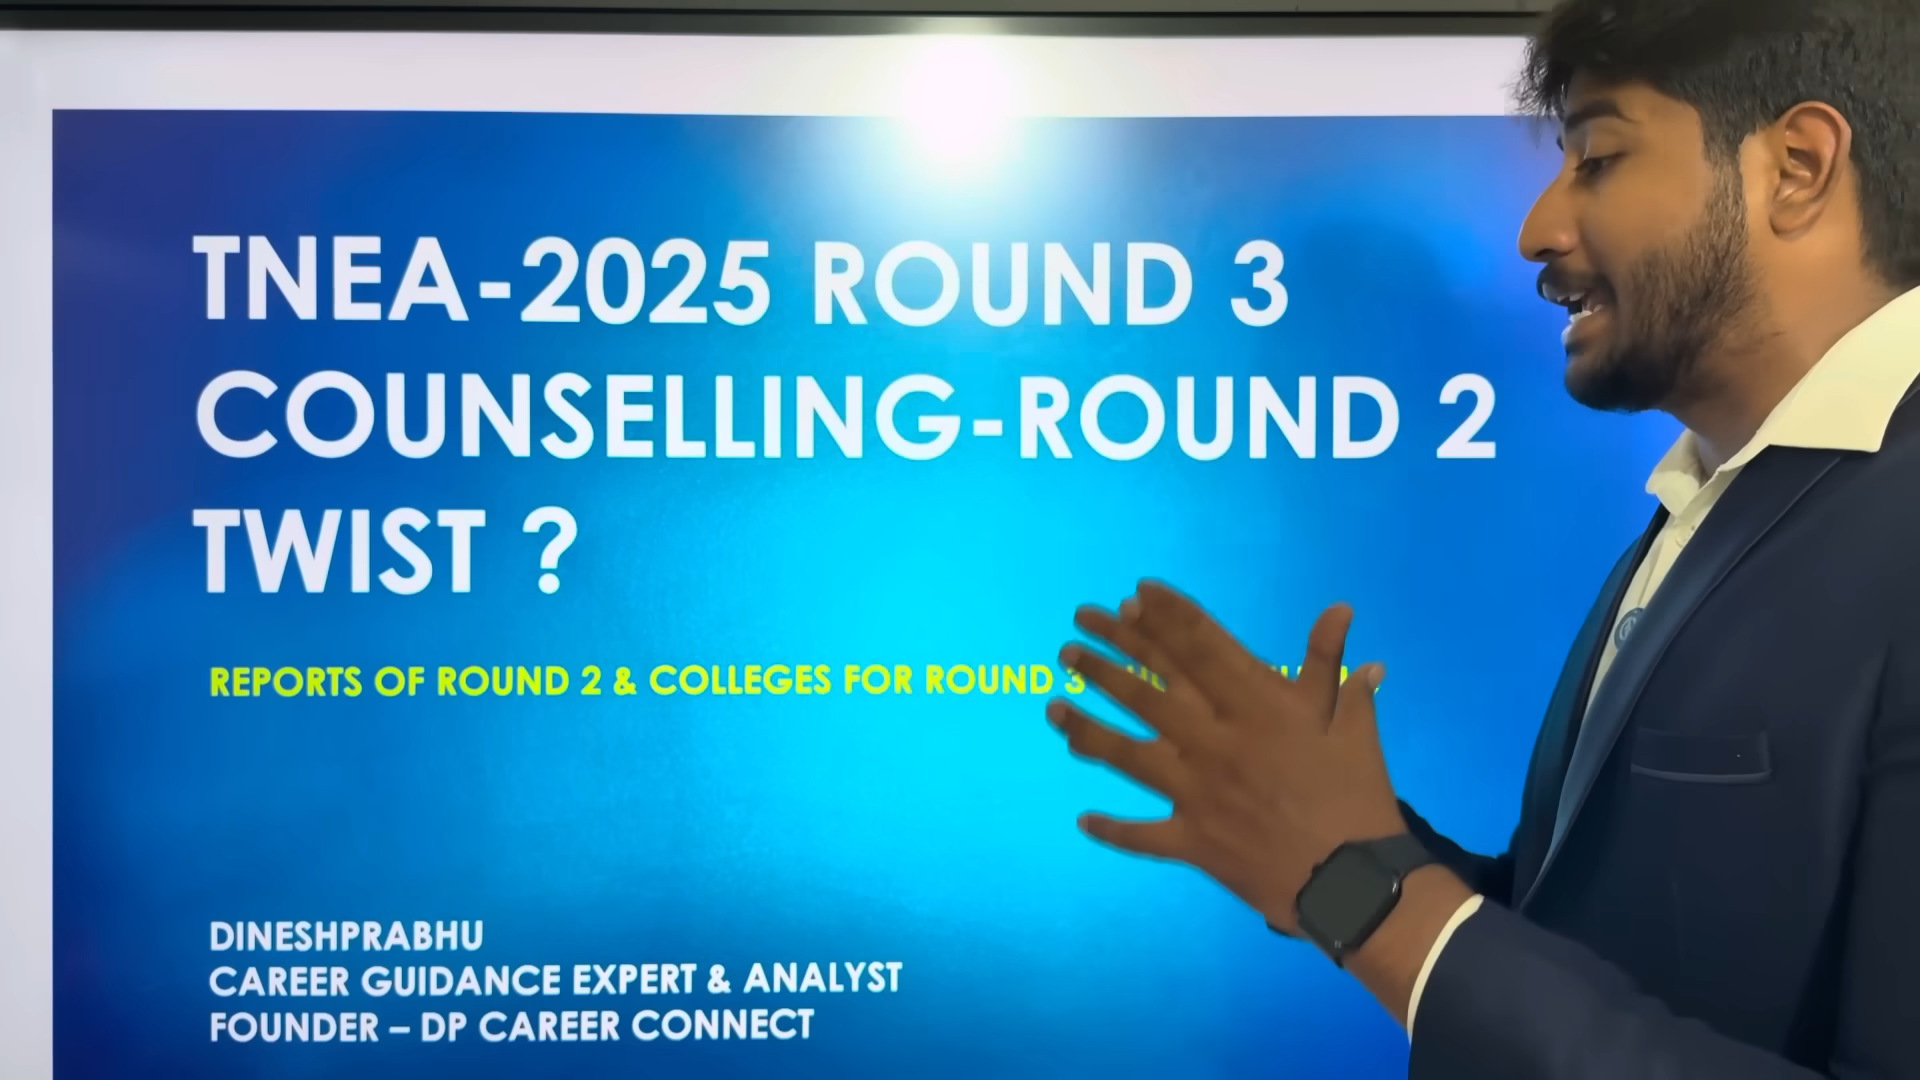 TNEA-2025 ROUND 3
COUNSELLING-ROUND 2
TWIST ?
REPORTS OF ROUND 2 & COLLEGES FOR ROUND 3
DINESHPRABHU
CAREER GUIDANCE EXPERT & ANALYST
FOUNDER – DP CAREER CONNECT